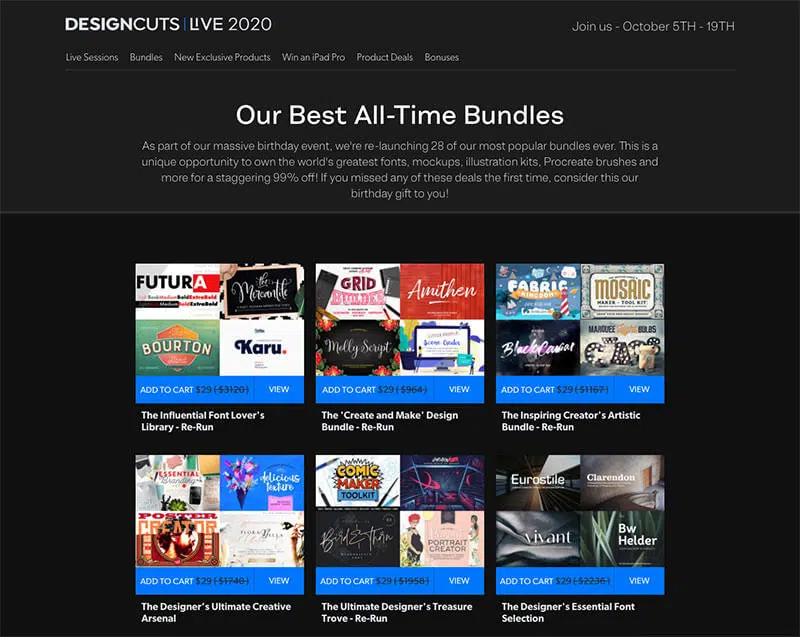 DESIGNCUTS | LIVE 2020
Join us - October 5TH - 19TH
Live Sessions Bundles New Exclusive Products Win an iPad Pro Product Deals Bonuses
Our Best All-Time Bundles
As part of our massive birthday event, we're re-launching 28 of our most popular bundles ever. This is a
unique opportunity to own the world's greatest fonts, mockups, illustration kits, Procreate brushes and
more for a staggering 99% off! If you missed any of these deals the first time, consider this our
birthday gift to you!
FUTURA
the Mercantile
BOURTON
Karu.
ADD TO CART $29 ( $3120 ) VIEW
The Influential Font Lover's
Library - Re-Run
GRID
BUILDER
Amithen
Molly Script
Scene Creator
ADD TO CART $29 ( $964 ) VIEW
The 'Create and Make' Design
Bundle - Re-Run
FABRIC
KINGDOM
MOSAIC
MAKER - TOOL KIT
Black Caviar
MARQUEE light BULBS
ADD TO CART $29 ( $1167 ) VIEW
The Inspiring Creator's Artistic
Bundle - Re-Run
ESSENTIAL
Branding
delicious
Texture
POSTER
CREATOR
FLORABELLA
ADD TO CART $29 ( $1740 ) VIEW
The Designer's Ultimate Creative
Arsenal
COMIC
MAKER
TOOLKIT
Bird & Thorn
PORTRAIT
CREATOR
ADD TO CART $29 ( $1958 ) VIEW
The Ultimate Designer's Treasure
Trove - Re-Run
Eurostile
Clarendon
vivant
Bw
Helder
ADD TO CART $29 ( $2236 ) VIEW
The Designer's Essential Font
Selection